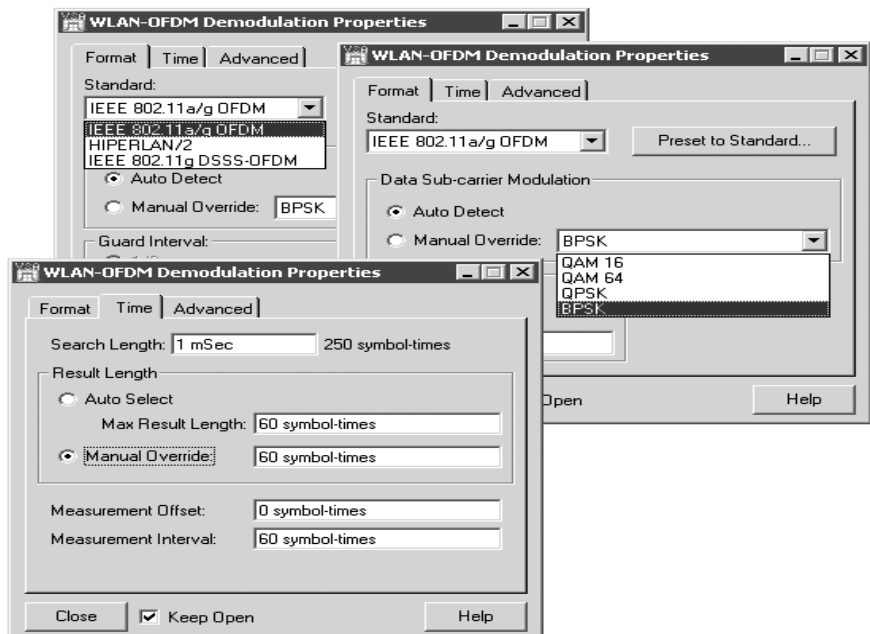 WLAN-OFDM Demodulation Properties
Format Time Advanced
Standard:
IEEE 802.11a/g OFDM
IEEE 802.11a/g OFDM
HIPERLAN/2
IEEE 802.11g DSSS-OFDM
Auto Detect
Manual Override: BPSK
Guard Interval:
WLAN-OFDM Demodulation Properties
Format Time Advanced
Standard:
IEEE 802.11a/g OFDM Preset to Standard...
Data Sub-carrier Modulation
Auto Detect
Manual Override: BPSK
QAM 16
QAM 64
QPSK
BPSK
Open Help
WLAN-OFDM Demodulation Properties
Format Time Advanced
Search Length: 1 mSec 250 symbol-times
Result Length
Auto Select
Max Result Length: 60 symbol-times
Manual Override: 60 symbol-times
Measurement Offset: 0 symbol-times
Measurement Interval: 60 symbol-times
Close Keep Open Help